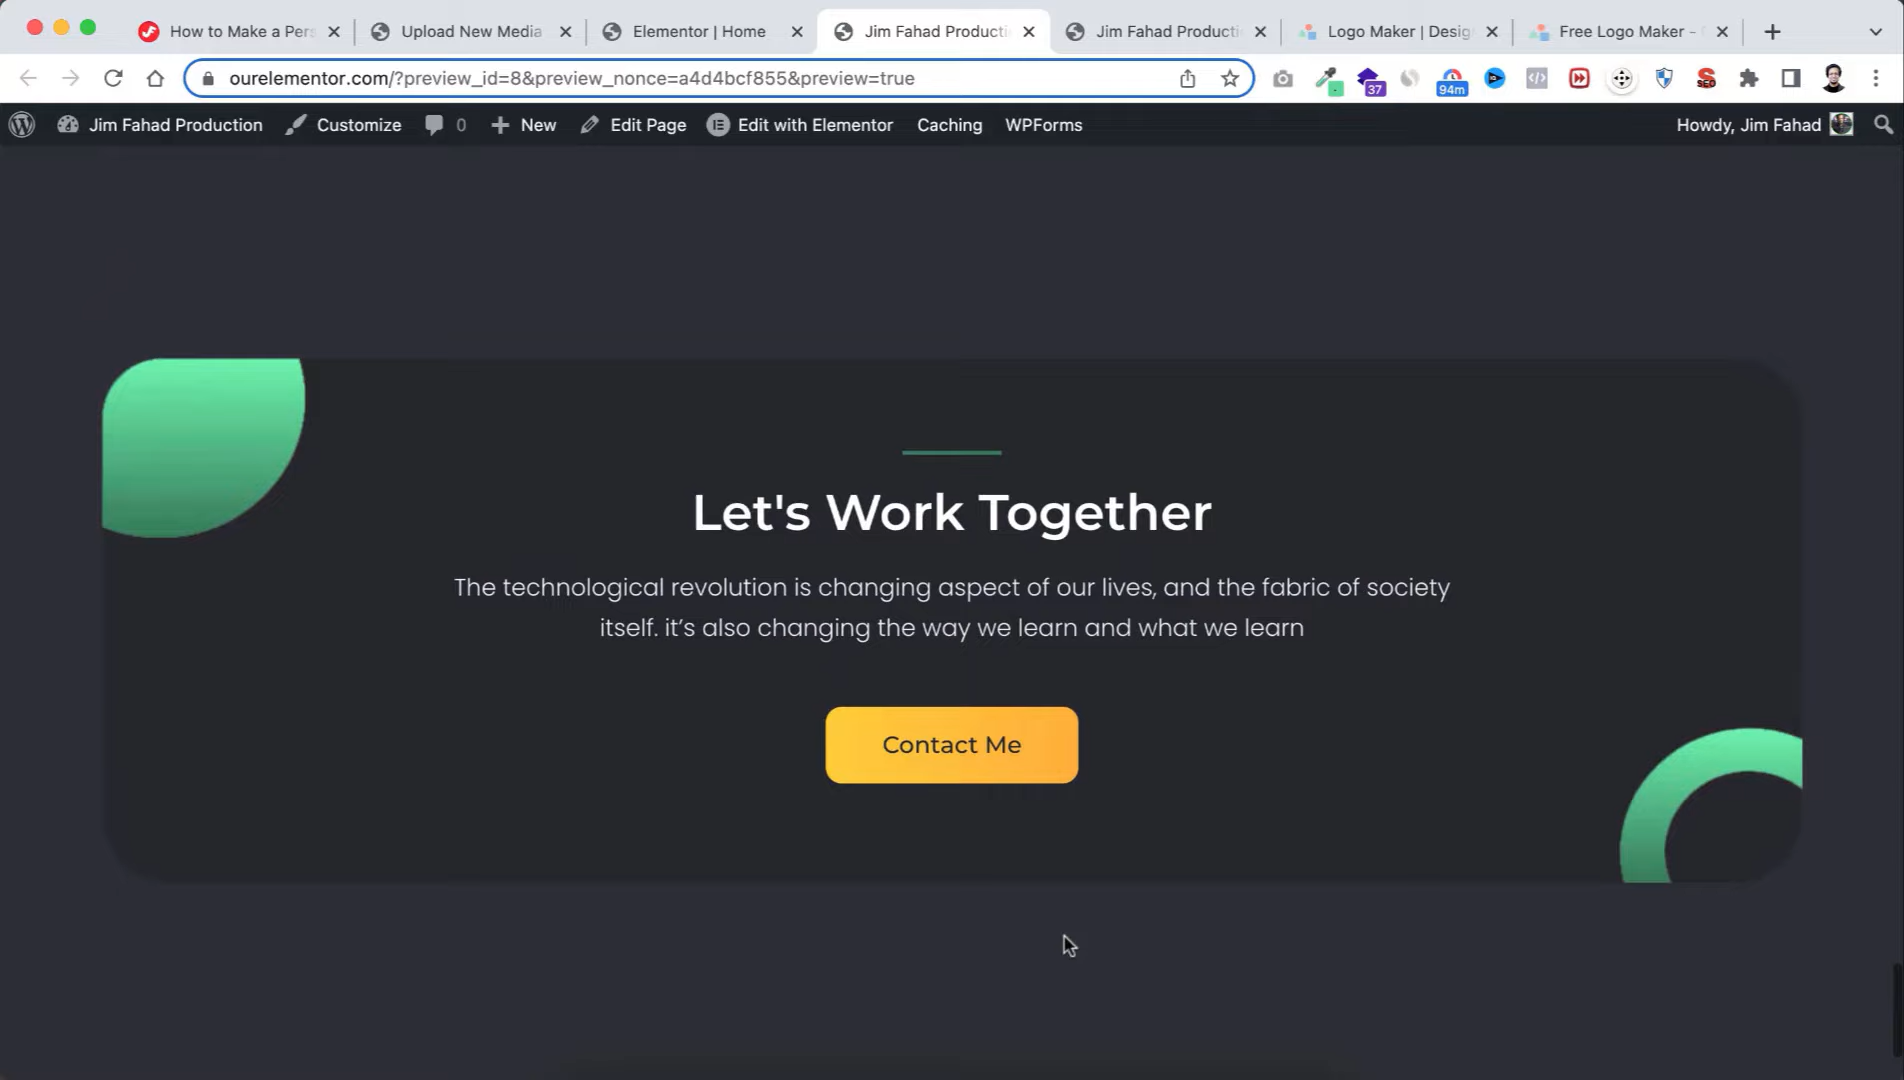 How to Make a Pers
Upload New Media
Elementor | Home
Jim Fahad Producti
Jim Fahad Producti
Logo Maker | Desig
Free Logo Maker -
ourelementor.com/?preview_id=8&preview_nonce=a4d4bcf855&preview=true
37
94m
SEO
Jim Fahad Production
Customize
0
New
Edit Page
Edit with Elementor
Caching
WPForms
Howdy, Jim Fahad
Let's Work Together
The technological revolution is changing aspect of our lives, and the fabric of society
itself. it’s also changing the way we learn and what we learn
Contact Me